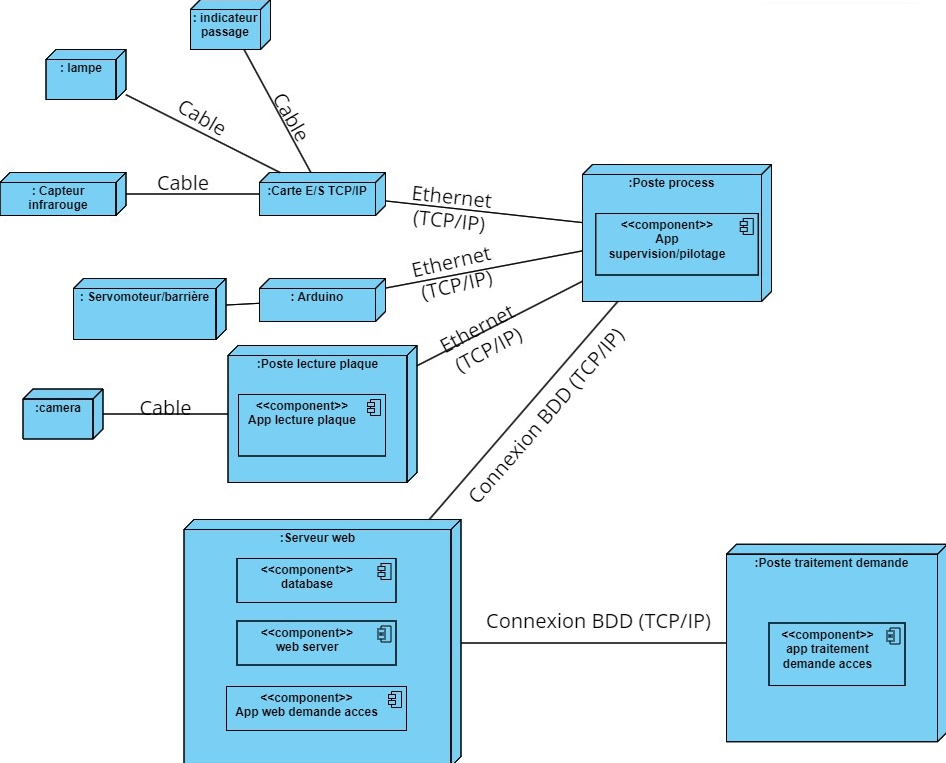 : indicateur
passage
: lampe
Cable
Cable
: Capteur
infrarouge
Cable
:Carte E/S TCP/IP
Ethernet
(TCP/IP)
:Poste process
<<component>>
App
supervision/pilotage
: Servomoteur/barrière
: Arduino
Ethernet
(TCP/IP)
Ethernet
(TCP/IP)
:Poste lecture plaque
<<component>>
App lecture plaque
:camera
Cable
Connexion BDD (TCP/IP)
:Serveur web
<<component>>
database
<<component>>
web server
<<component>>
App web demande acces
Connexion BDD (TCP/IP)
:Poste traitement demande
<<component>>
app traitement
demande acces